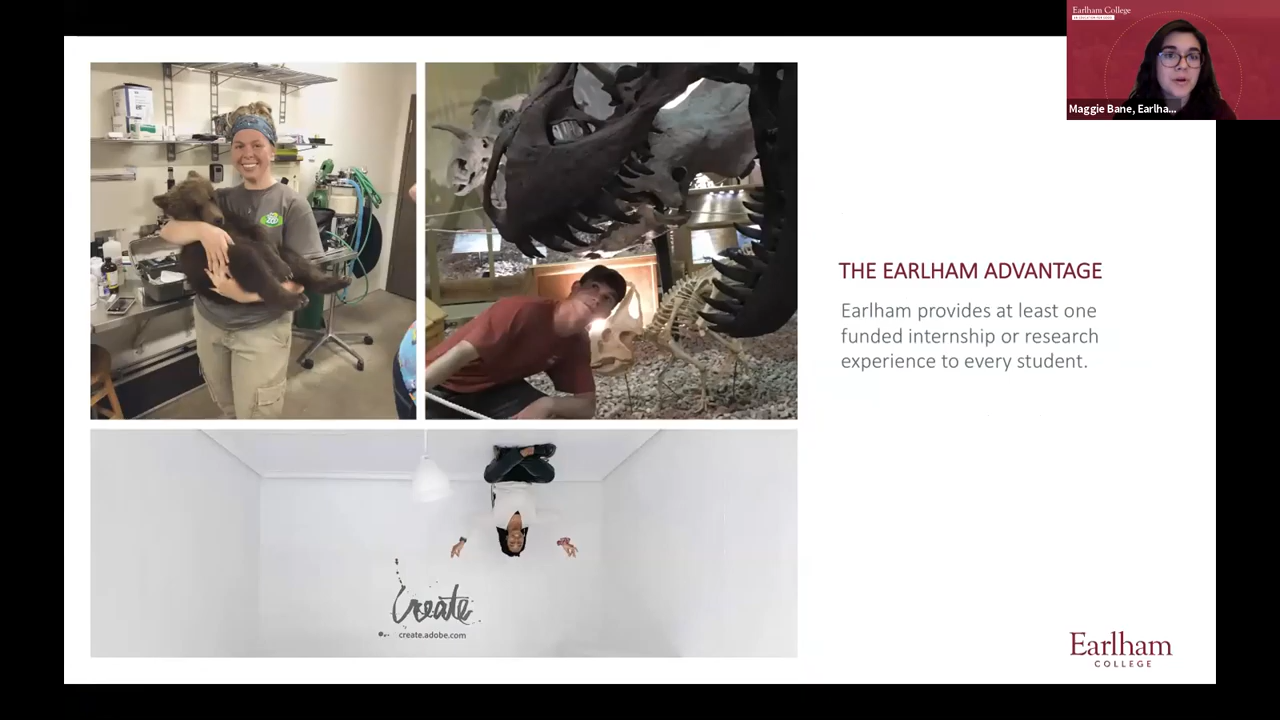 Earlham College
Maggie Bane, Earlha...
THE EARLHAM ADVANTAGE
Earlham provides at least one
funded internship or research
experience to every student.
Create
create.adobe.com
Earlham
COLLEGE